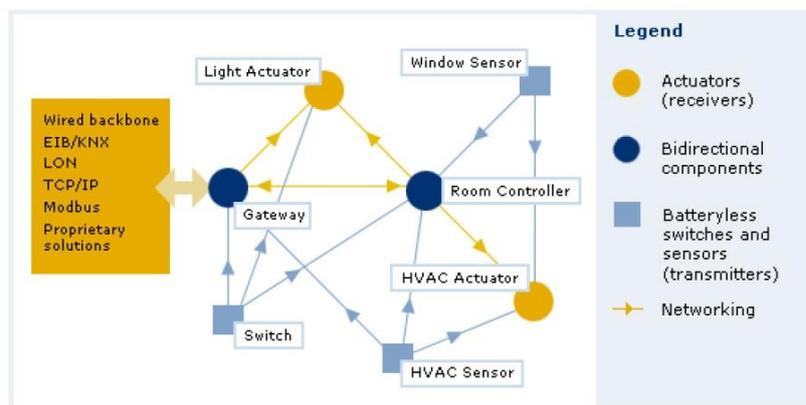 Light Actuator
Window Sensor
Wired backbone
EIB/KNX
LON
TCP/IP
Modbus
Proprietary
solutions
Gateway
Room Controller
HVAC Actuator
Switch
HVAC Sensor
Legend
Actuators
(receivers)
Bidirectional
components
Batteryless
switches and
sensors
(transmitters)
Networking